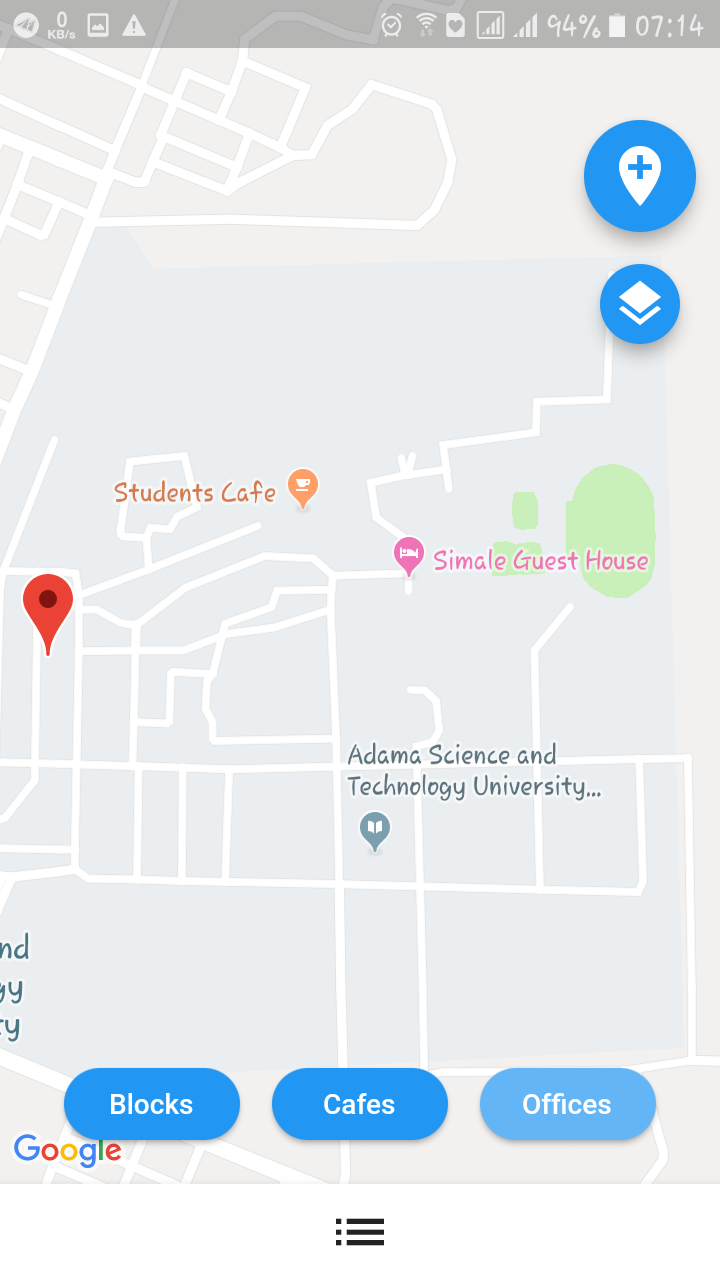 0
KB/s
94%
07:14
Students Cafe
Simale Guest House
Adama Science and
Technology University...
nd
gy
ty
Blocks
Cafes
Offices
Google